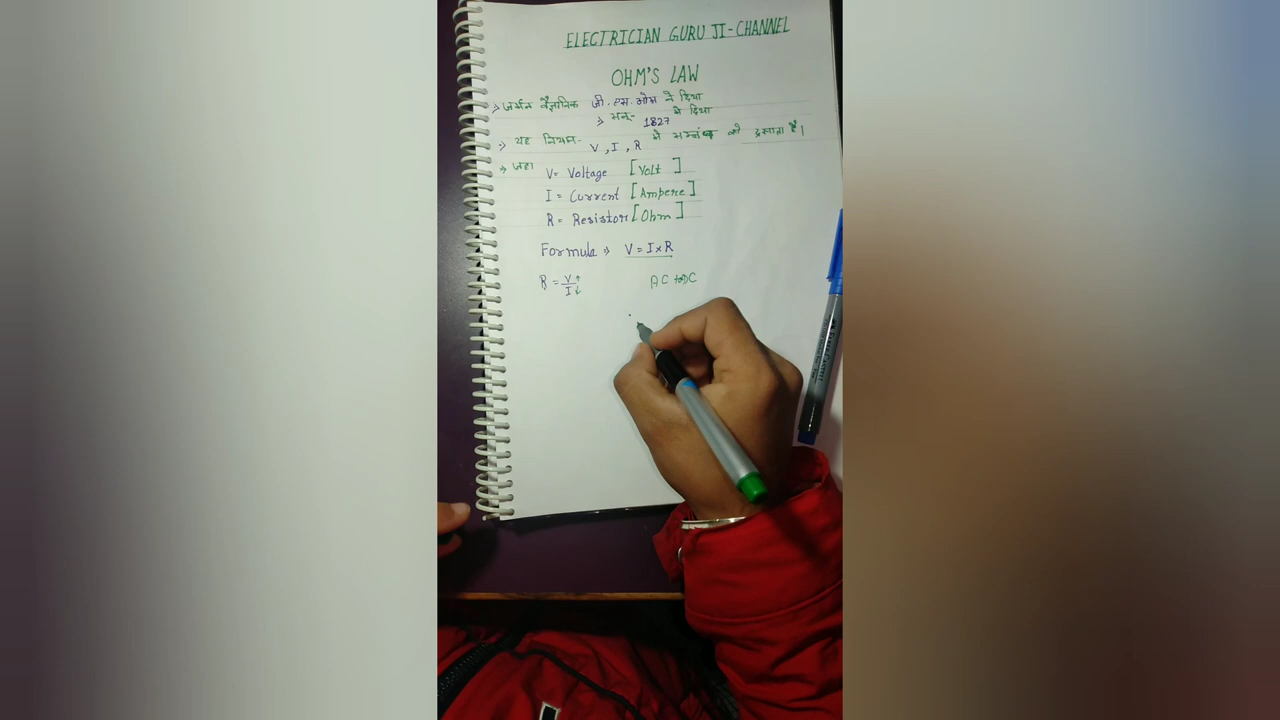 ELECTRICIAN GURU JI-CHANNEL
OHM'S LAW
⇒ जर्मन वैज्ञानिक जी. एस. ओम ने दिया
⇒ सन्- 1827 में दिया
⇒ यह नियम- V, I, R में सम्बंध को दर्शाता है।
⇒ जहा V= Voltage [Volt]
I = Current [Ampere]
R = Resistor [Ohm]
Formula ⇒ V = I×R
R = V↑/I↓ AC DC